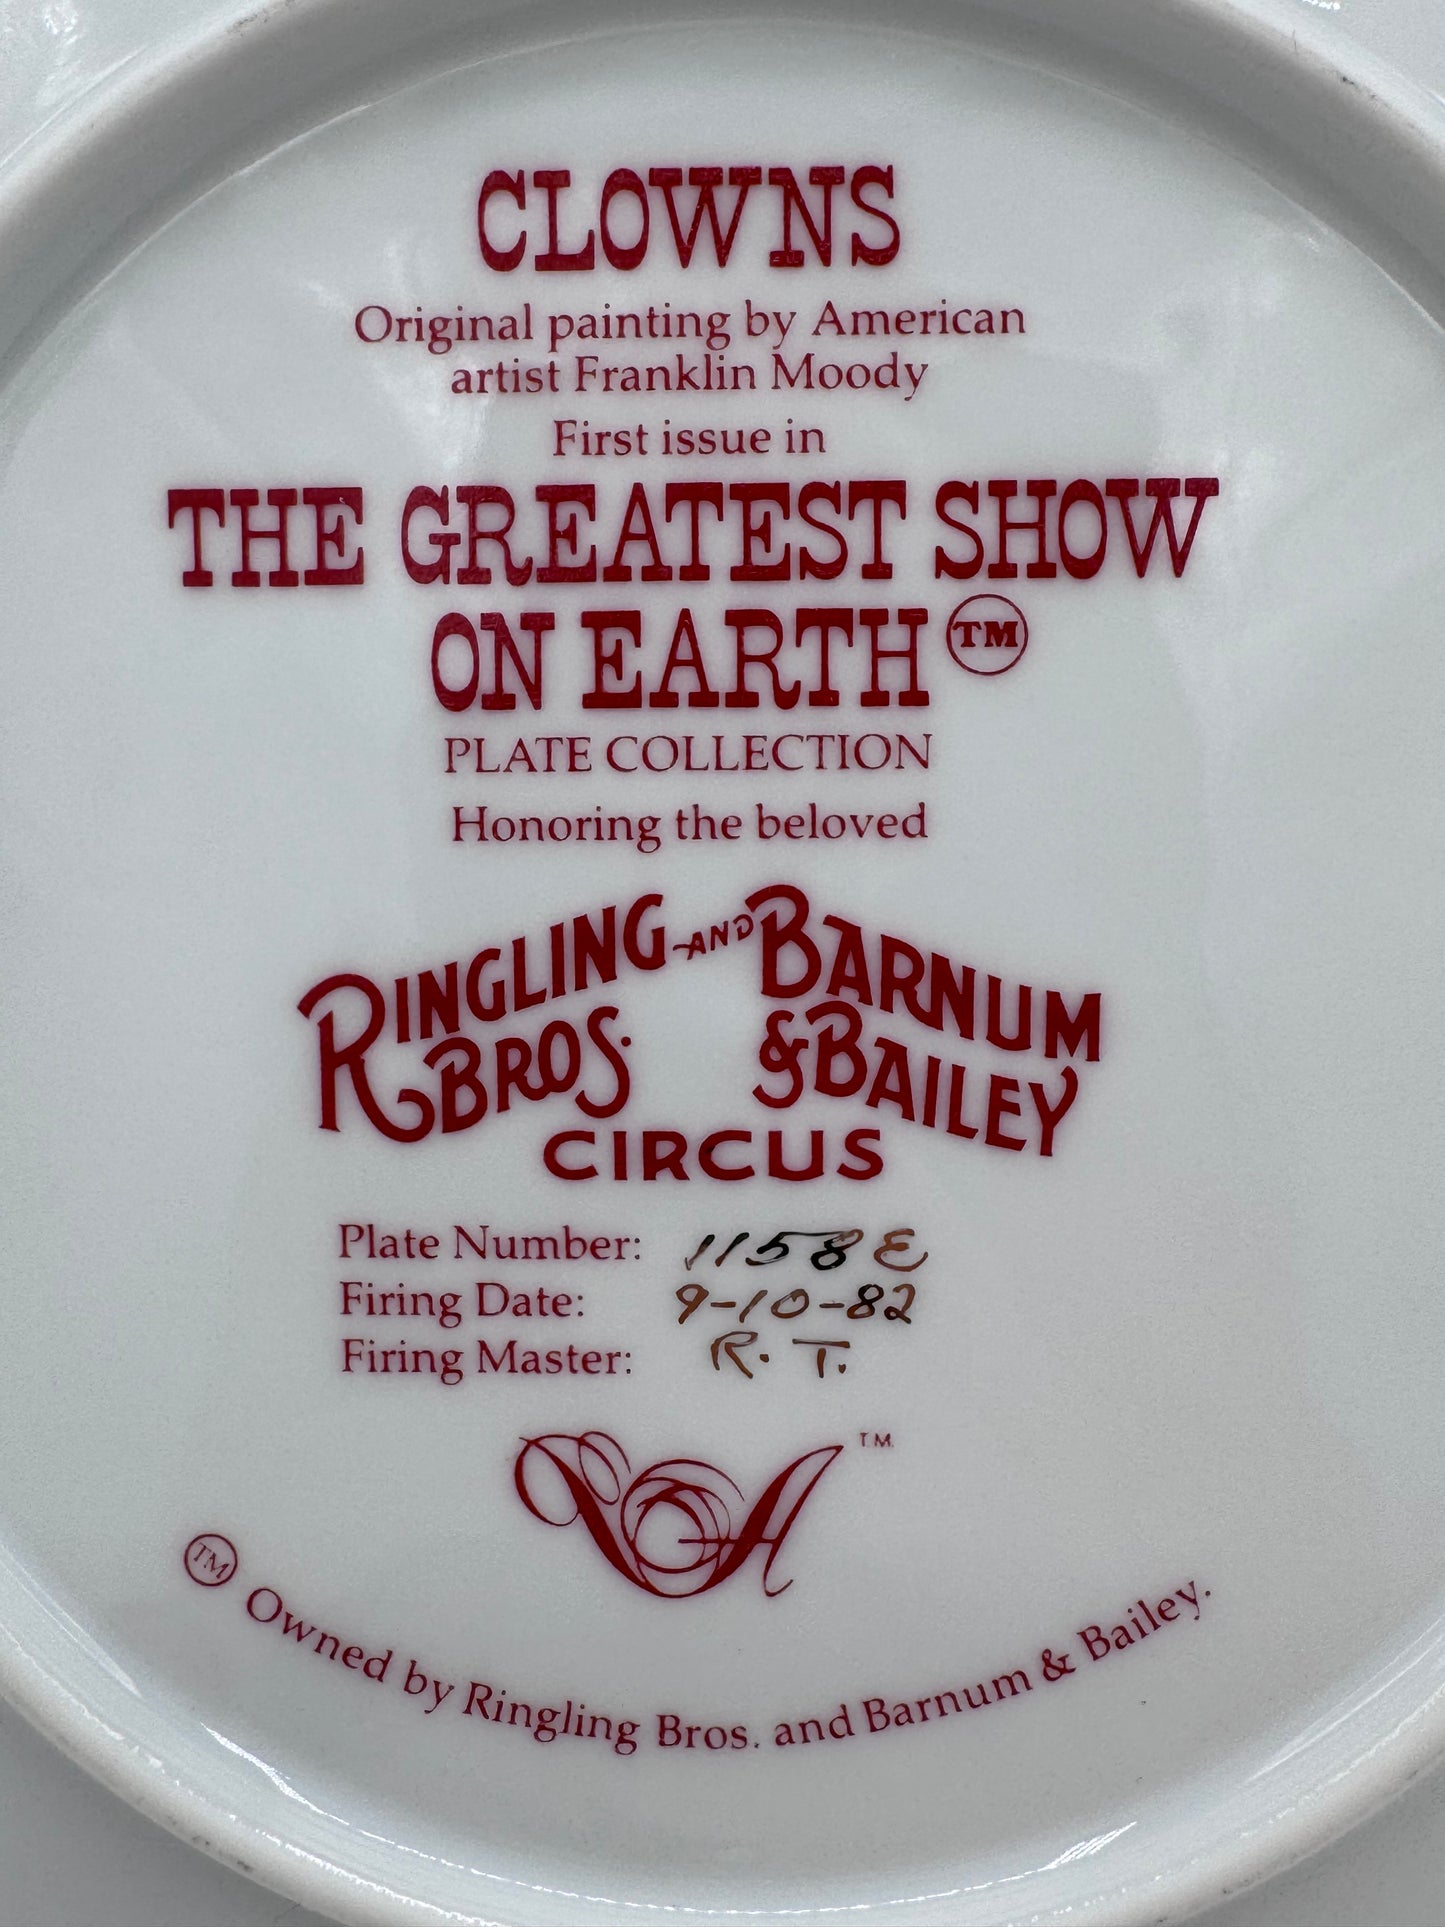 CLOWNS
Original painting by American
artist Franklin Moody
First issue in
THE GREATEST SHOW
ON EARTH TM
PLATE COLLECTION
Honoring the beloved
RINGLING AND BARNUM
BROS. & BAILEY
CIRCUS
Plate Number: 1158E
Firing Date: 9-10-82
Firing Master: R. T.
T.M.
TM Owned by Ringling Bros. and Barnum & Bailey.